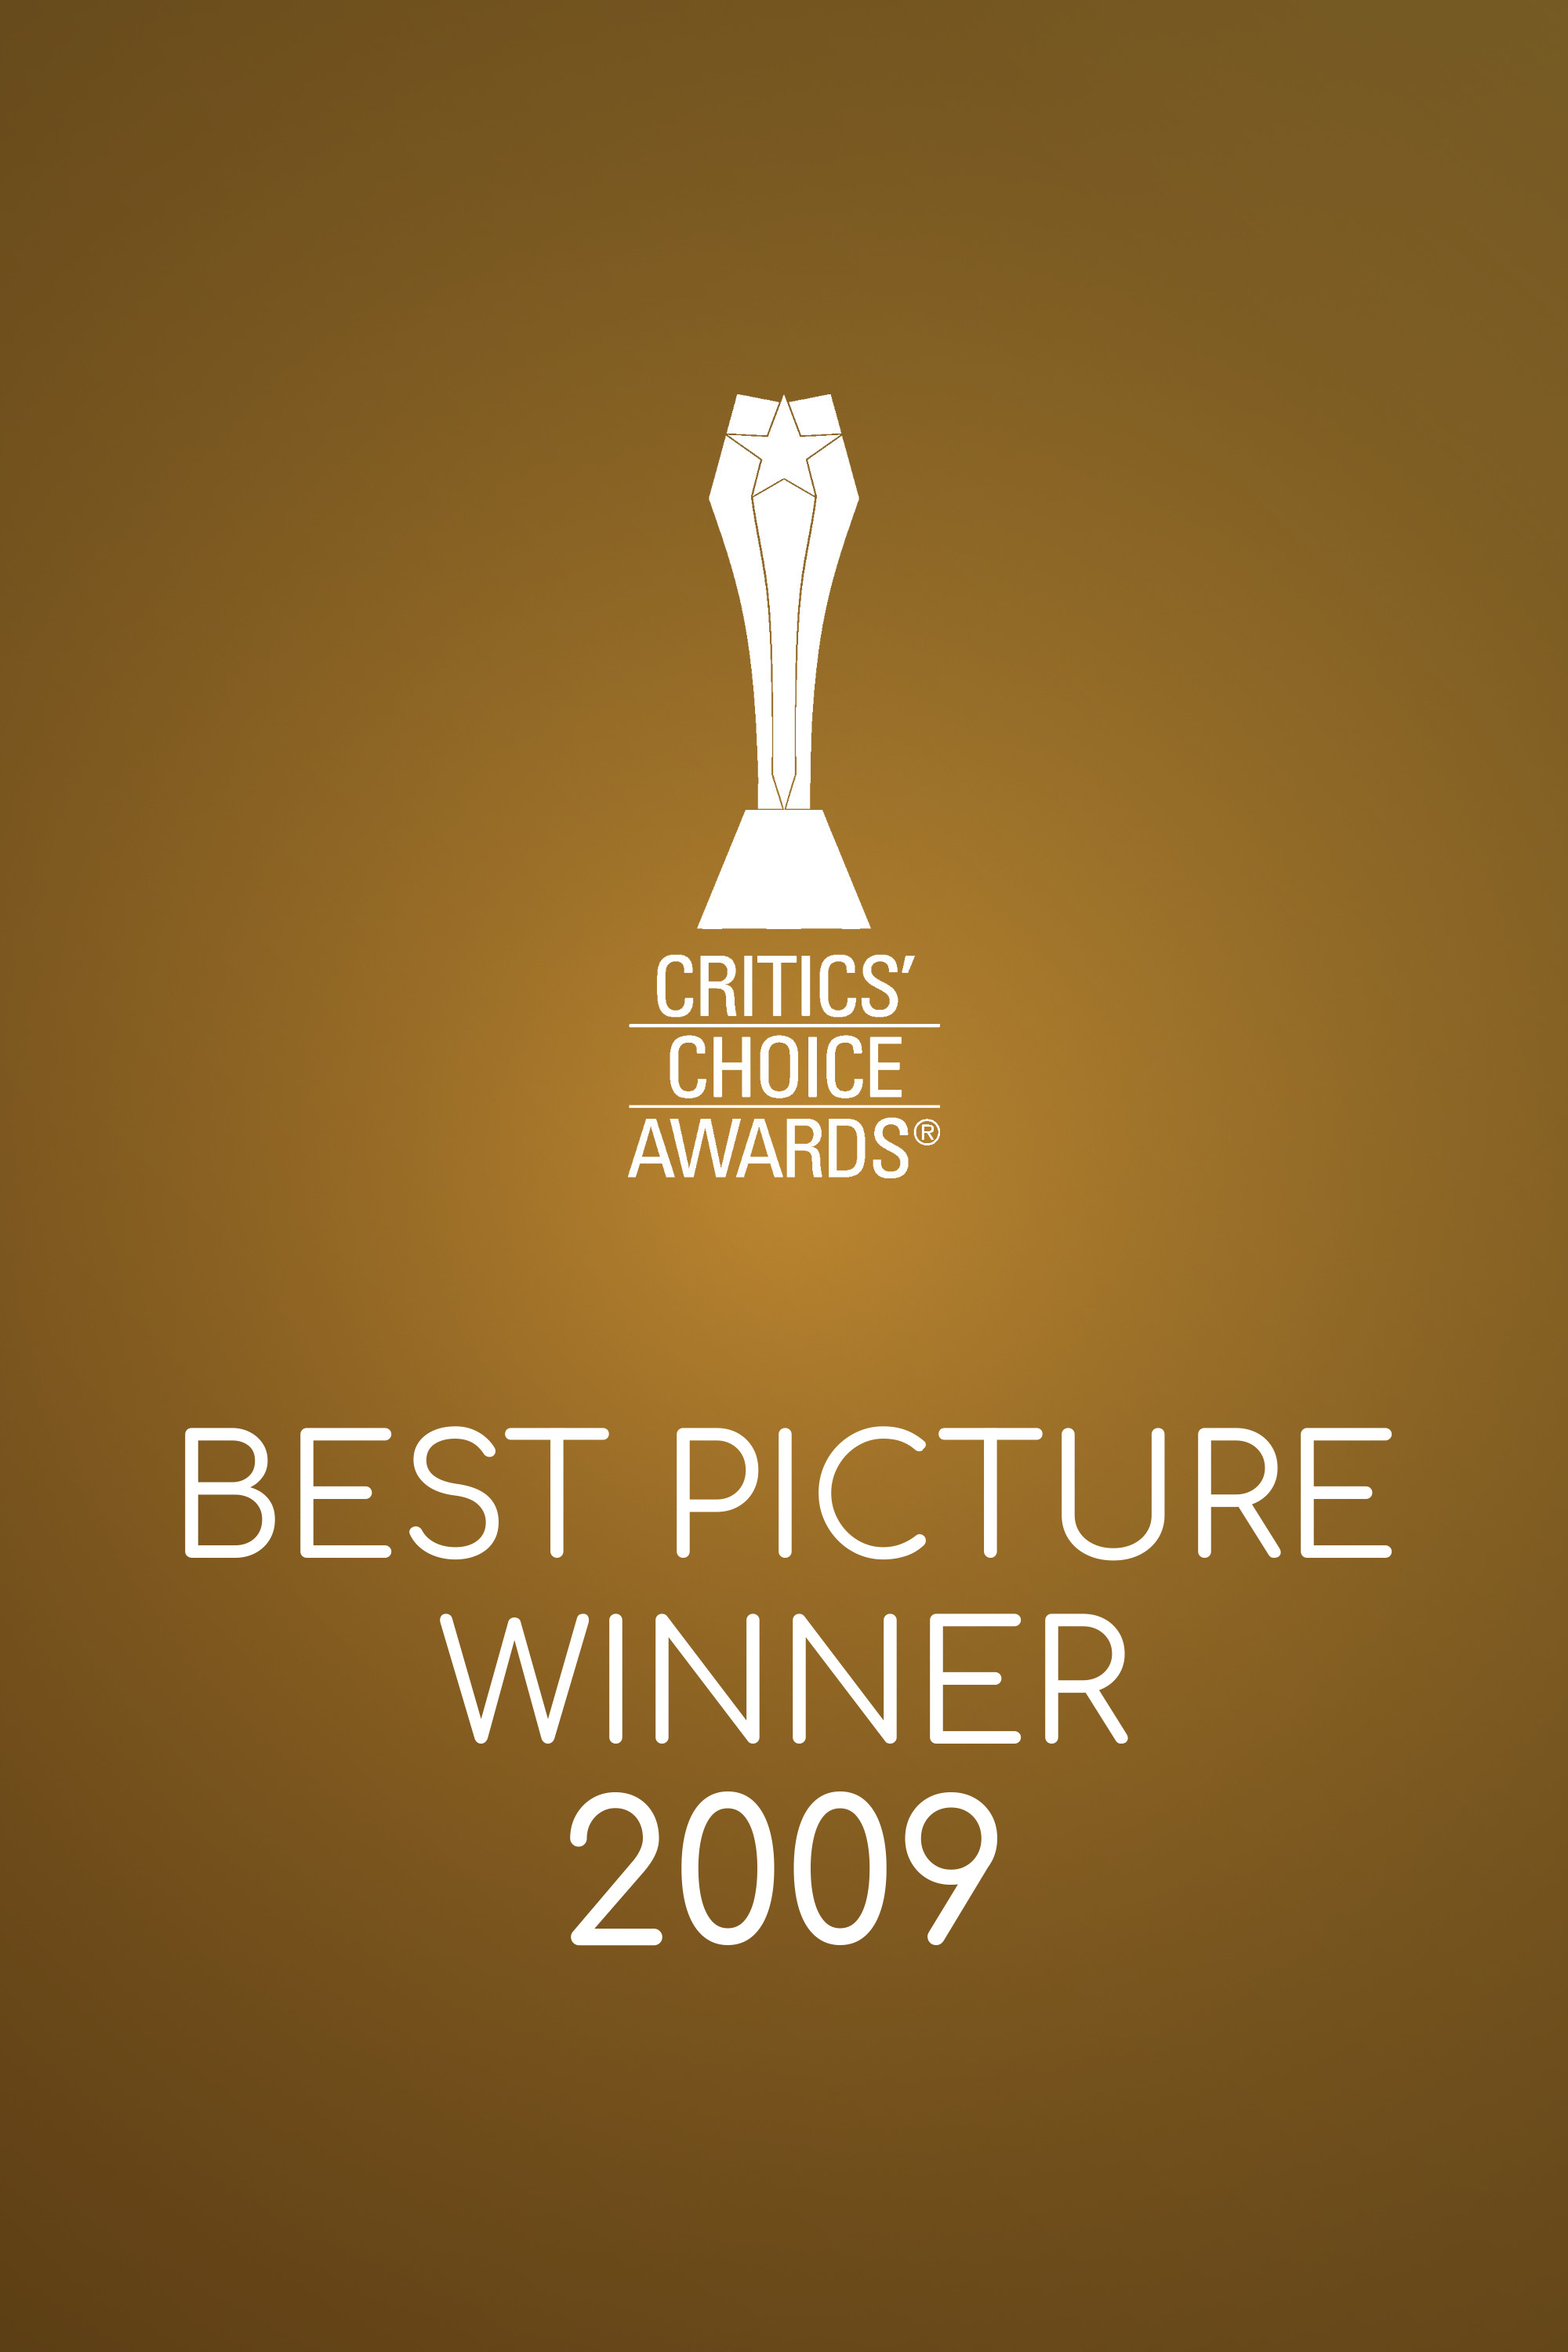 CRITICS'
CHOICE
AWARDS®
BEST PICTURE
WINNER
2009